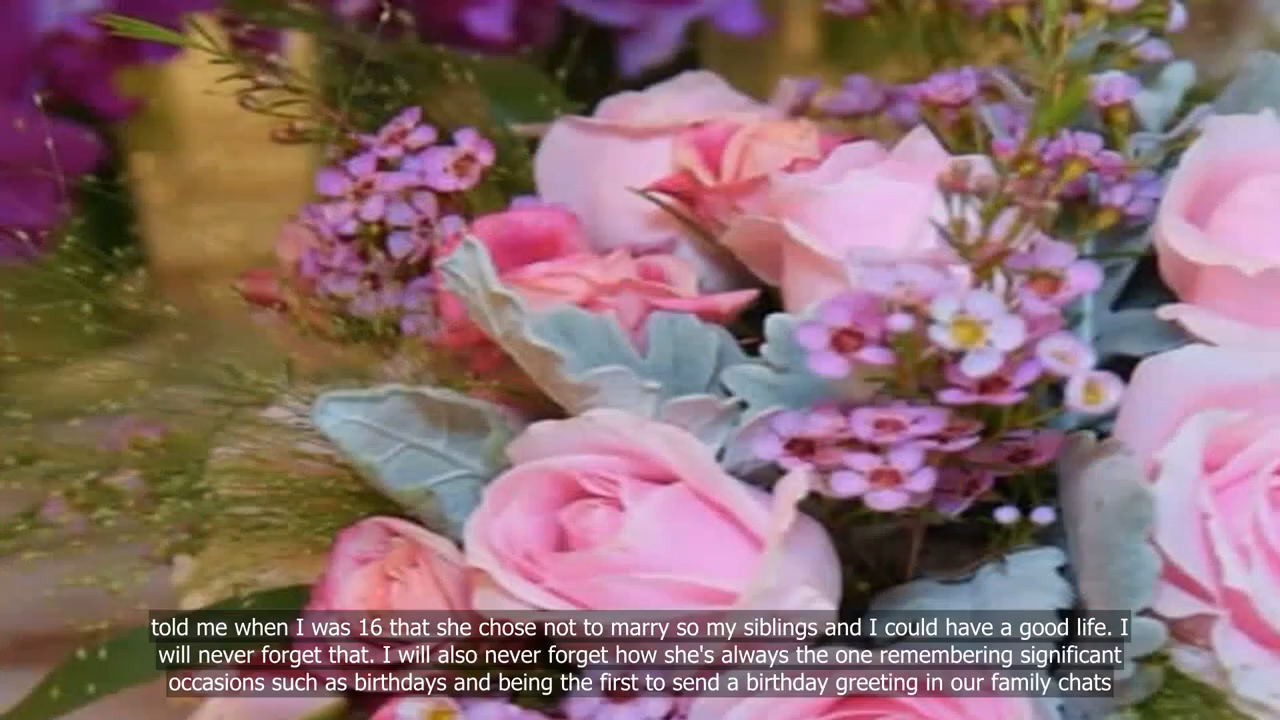 told me when I was 16 that she chose not to marry so my siblings and I could have a good life. I
will never forget that. I will also never forget how she's always the one remembering significant
occasions such as birthdays and being the first to send a birthday greeting in our family chats